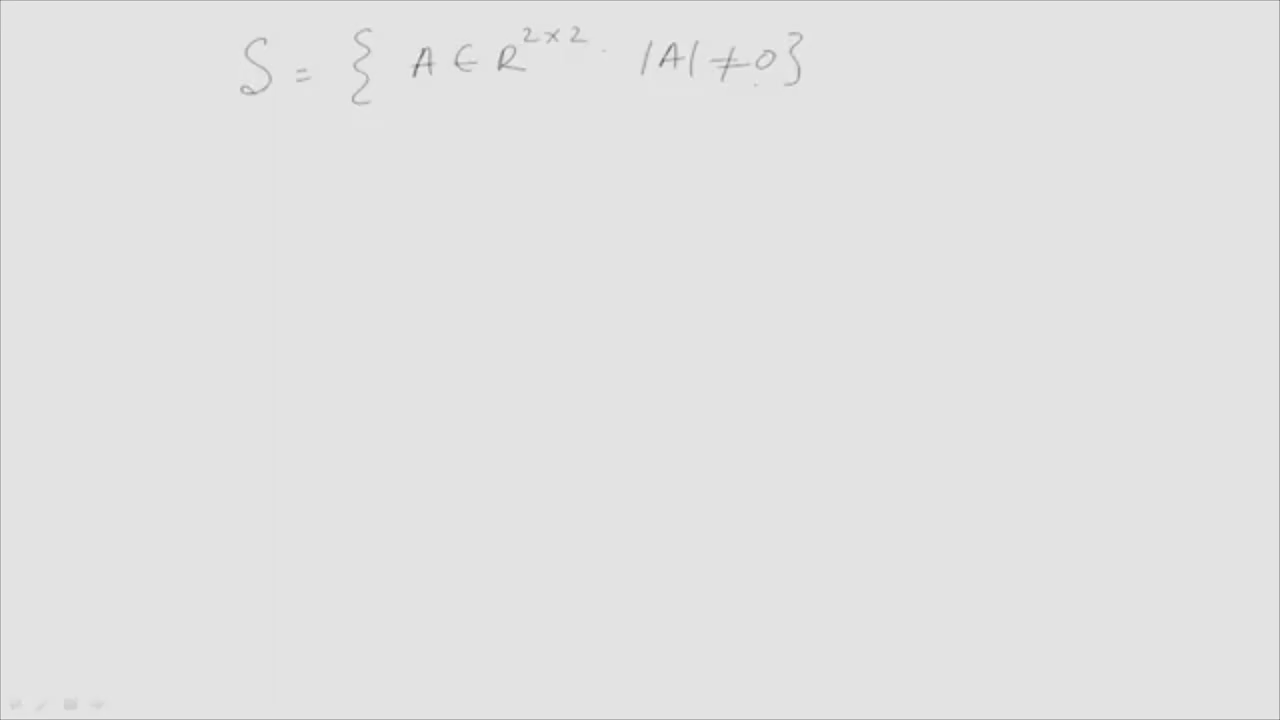 S = { A ∈ R^{2×2} · |A| ≠ 0}